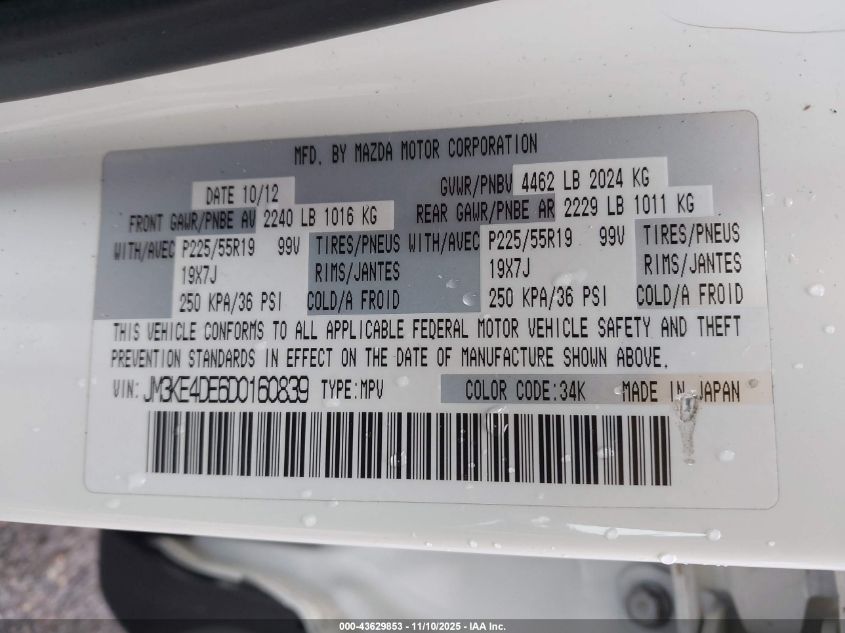 MFD. BY MAZDA MOTOR CORPORATION
DATE 10/12 GVWR/PNBV 4462 LB 2024 KG
FRONT GAWR/PNBE AV 2240 LB 1016 KG REAR GAWR/PNBE AR 2229 LB 1011 KG
WITH/AVEC P225/55R19 99V TIRES/PNEUS WITH/AVEC P225/55R19 99V TIRES/PNEUS
19X7J RIMS/JANTES 19X7J RIMS/JANTES
250 KPA/36 PSI COLD/A FROID 250 KPA/36 PSI COLD/A FROID
THIS VEHICLE CONFORMS TO ALL APPLICABLE FEDERAL MOTOR VEHICLE SAFETY AND THEFT
PREVENTION STANDARDS IN EFFECT ON THE DATE OF MANUFACTURE SHOWN ABOVE.
VIN: JM3KE4DE6D0160839 TYPE:MPV COLOR CODE:34K MADE IN JAPAN
000-43629853 - 11/10/2025 - IAA Inc.